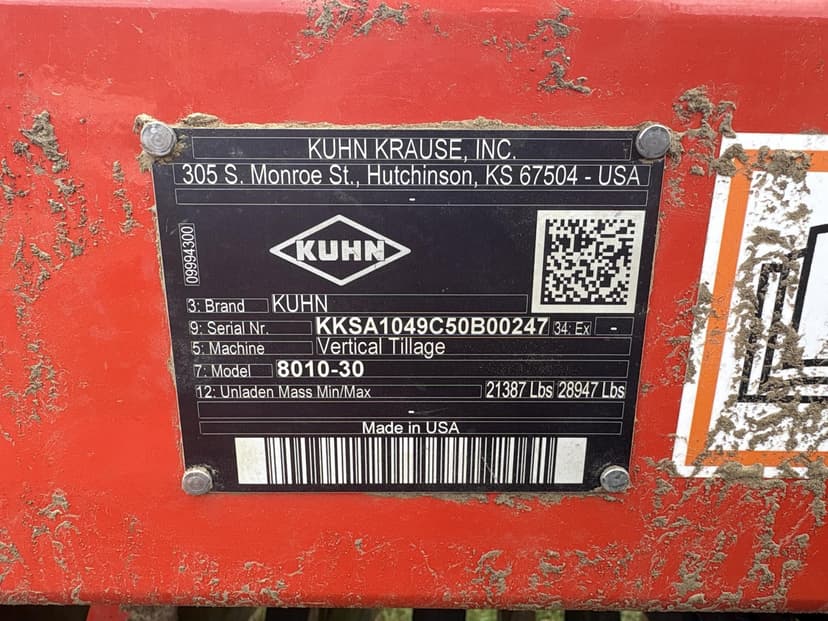 KUHN KRAUSE, INC.
305 S. Monroe St., Hutchinson, KS 67504 - USA
-
09994300
KUHN
3: Brand KUHN
9: Serial Nr. KKSA1049C50B00247 34: Ex -
5: Machine Vertical Tillage
7: Model 8010-30
12: Unladen Mass Min/Max 21387 Lbs 28947 Lbs
-
Made in USA